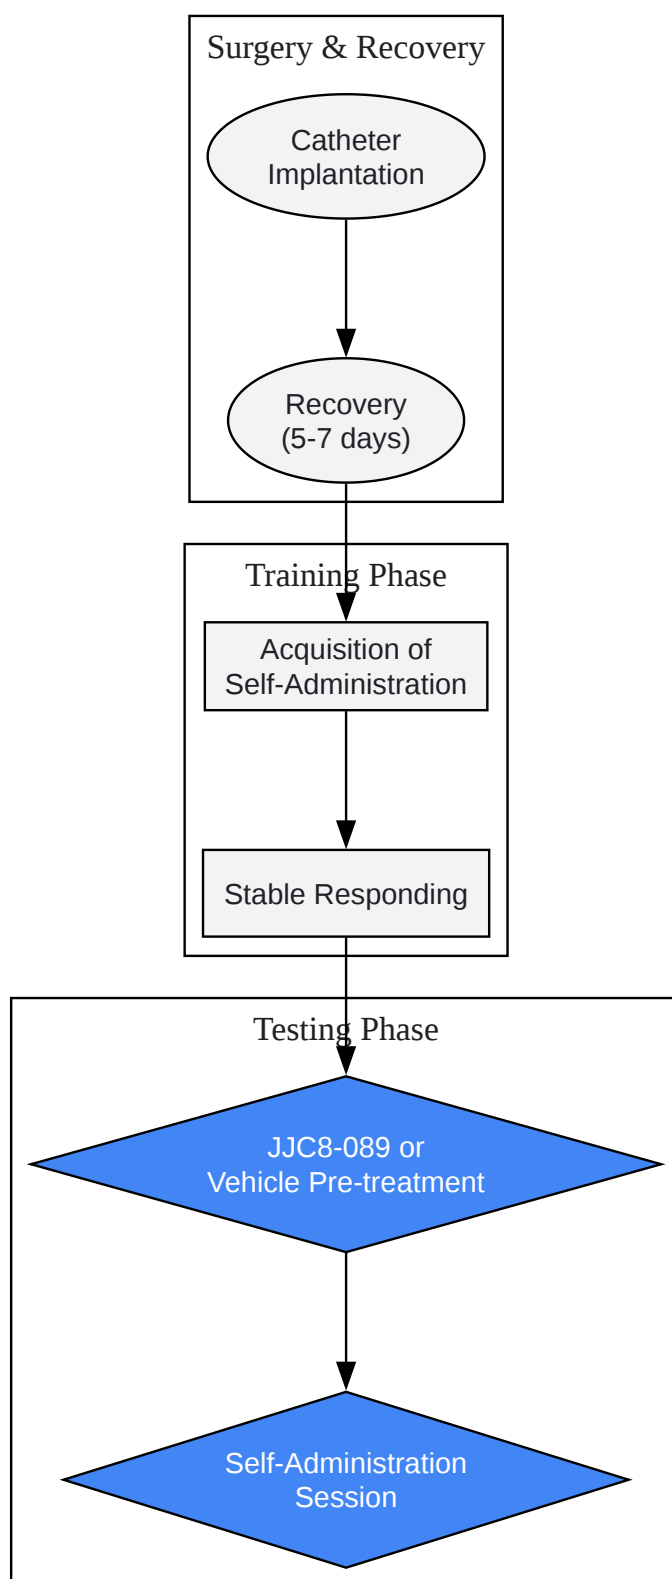 Surgery & Recovery
Catheter
Implantation
Recovery
(5-7 days)
Training Phase
Acquisition of
Self-Administration
Stable Responding
Testing Phase
JJC8-089 or
Vehicle Pre-treatment
Self-Administration
Session